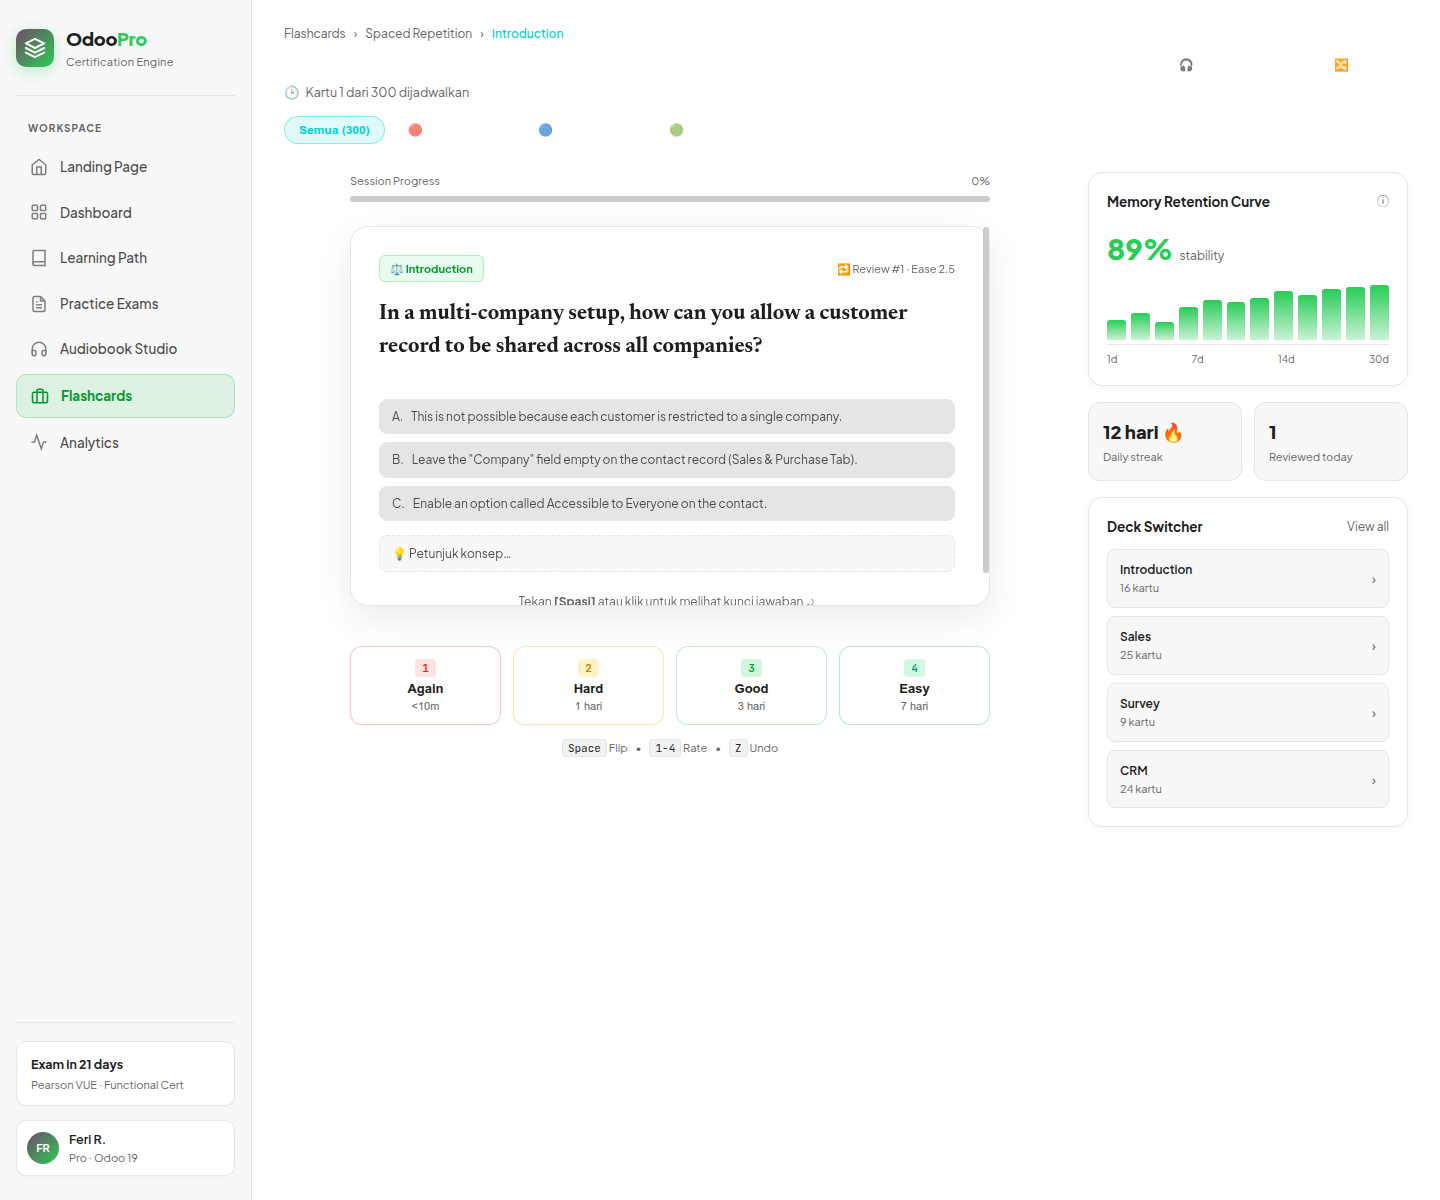 OdooPro
Certification Engine
WORKSPACE
Landing Page
Dashboard
Learning Path
Practice Exams
Audiobook Studio
Flashcards
Analytics
Exam in 21 days
Pearson VUE · Functional Cert
FR
Feri R.
Pro · Odoo 19
Flashcards › Spaced Repetition › Introduction
🎧 🔀
🕒 Kartu 1 dari 300 dijadwalkan
Semua (300)
Session Progress 0%
⚖️ Introduction
🔁 Review #1 · Ease 2.5
In a multi-company setup, how can you allow a customer
record to be shared across all companies?
A. This is not possible because each customer is restricted to a single company.
B. Leave the "Company" field empty on the contact record (Sales & Purchase Tab).
C. Enable an option called Accessible to Everyone on the contact.
💡 Petunjuk konsep...
Tekan [Spasi] atau klik untuk melihat kunci jawaban
1
Again
<10m
2
Hard
1 hari
3
Good
3 hari
4
Easy
7 hari
Space Flip • 1-4 Rate • Z Undo
Memory Retention Curve ⓘ
89% stability
1d 7d 14d 30d
12 hari 🔥
Daily streak
1
Reviewed today
Deck Switcher View all
Introduction
16 kartu ›
Sales
25 kartu ›
Survey
9 kartu ›
CRM
24 kartu ›